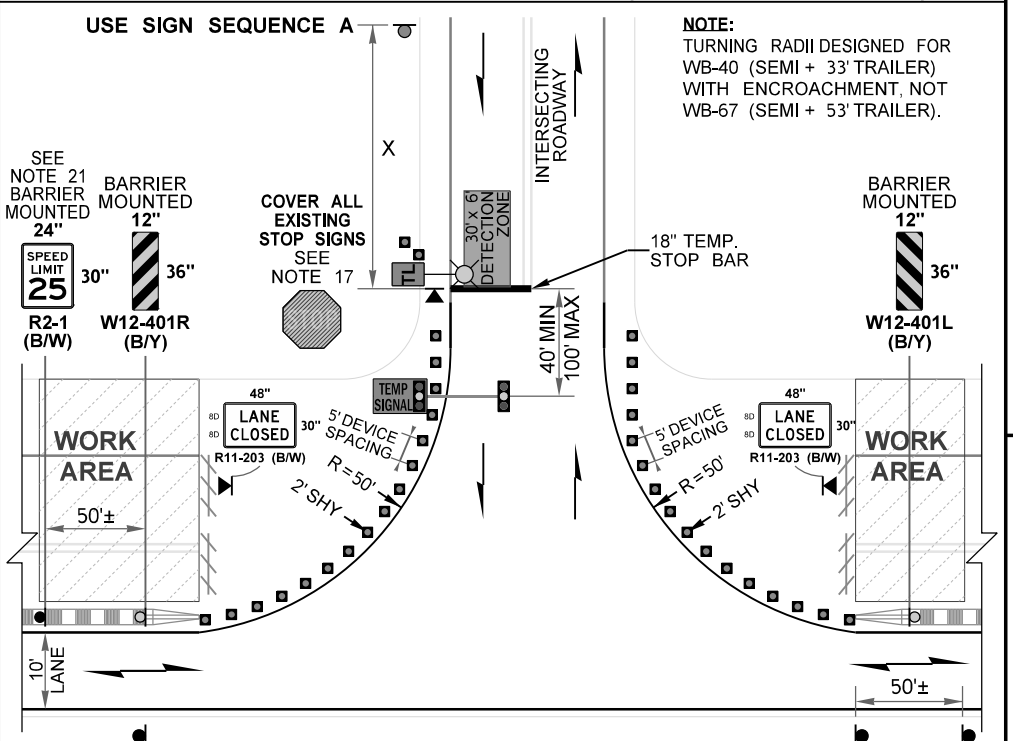 USE SIGN SEQUENCE A
NOTE:
TURNING RADII DESIGNED FOR
WB-40 (SEMI + 33' TRAILER)
WITH ENCROACHMENT, NOT
WB-67 (SEMI + 53' TRAILER).
INTERSECTING
ROADWAY
X
SEE
NOTE 21
BARRIER
MOUNTED
24"
SPEED
LIMIT
25
30"
R2-1
(B/W)
BARRIER
MOUNTED
12"
36"
W12-401R
(B/Y)
COVER ALL
EXISTING
STOP SIGNS
SEE
NOTE 17
STOP
TL
30' x 6'
DETECTION
ZONE
18" TEMP.
STOP BAR
BARRIER
MOUNTED
12"
36"
W12-401L
(B/Y)
40' MIN
100' MAX
TEMP
SIGNAL
48"
8D
8D
LANE
CLOSED
30"
R11-203 (B/W)
5' DEVICE
SPACING
R = 50'
2' SHY
5' DEVICE
SPACING
R = 50'
2' SHY
48"
8D
8D
LANE
CLOSED
30"
R11-203 (B/W)
WORK
AREA
50'±
WORK
AREA
10'
LANE
50'±